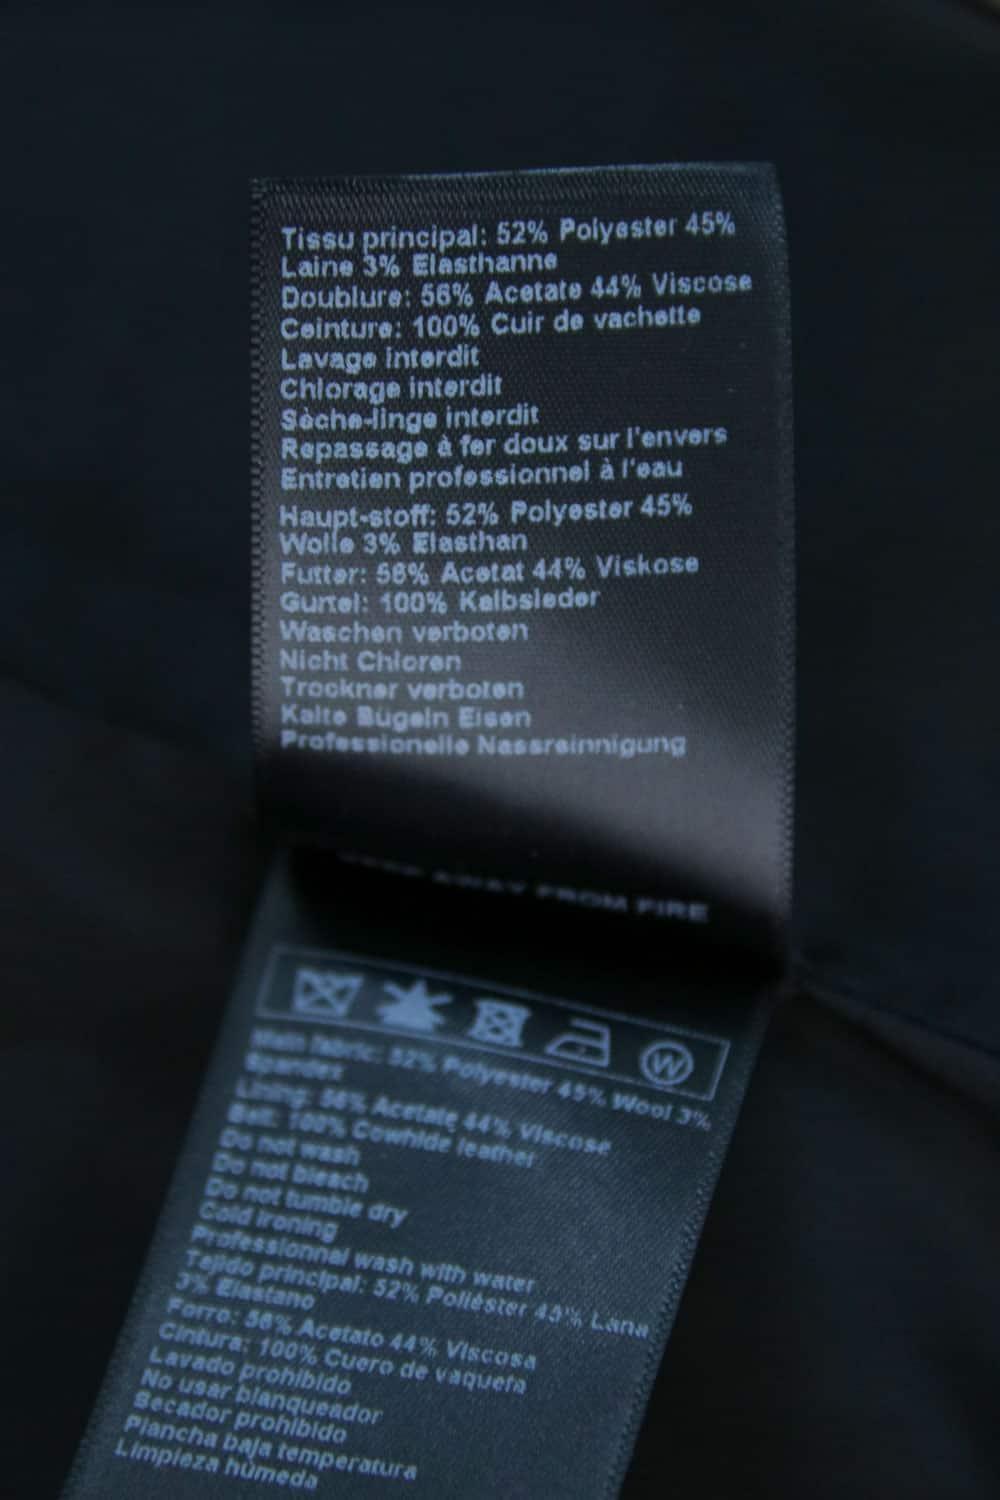 Tissu principal: 52% Polyester 45%
Laine 3% Elasthanne
Doublure: 56% Acetate 44% Viscose
Ceinture: 100% Cuir de vachette
Lavage interdit
Chlorage interdit
Sèche-linge interdit
Repassage à fer doux sur l'envers
Entretien professionnel à l'eau
Haupt-stoff: 52% Polyester 45%
Wolle 3% Elasthan
Futter: 56% Acetat 44% Viskose
Gurtel: 100% Kalbsleder
Waschen verboten
Nicht Chloren
Trockner verboten
Kalte Bügeln Eisen
Professionelle Nassreinnigung
AWAY FROM FIRE
W
Main fabric: 52% Polyester 45% Wool 3%
Spandex
Lining: 56% Acetate 44% Viscose
Belt: 100% Cowhide leather
Do not wash
Do not bleach
Do not tumble dry
Cold ironing
Professionnal wash with water
Tejido principal: 52% Poliéster 45% Lana
3% Elastano
Forro: 56% Acetato 44% Viscosa
Cintura: 100% Cuero de vaqueta
Lavado prohibido
No usar blanqueador
Secador prohibido
Plancha baja temperatura
Limpieza húmeda